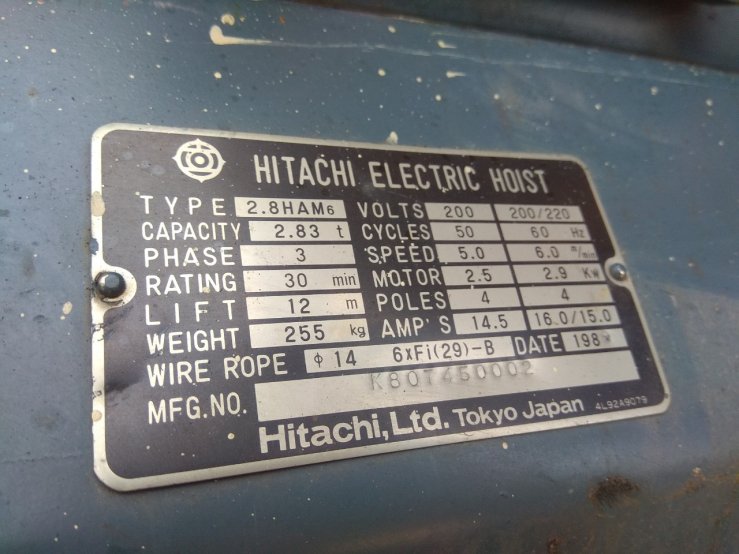 HITACHI ELECTRIC HOIST
TYPE 2.8HAM6 VOLTS 200 200/220
CAPACITY 2.83 t CYCLES 50 60 Hz
PHASE 3 SPEED 5.0 6.0 m/min
RATING 30 min MOTOR 2.5 2.9 Kw
LIFT 12 m POLES 4 4
WEIGHT 255 kg AMP'S 14.5 16.0/15.0
WIRE ROPE φ 14 6xFi(29)-B DATE 198
MFG.NO. K80T450002
Hitachi, Ltd. Tokyo Japan 4L92A9079